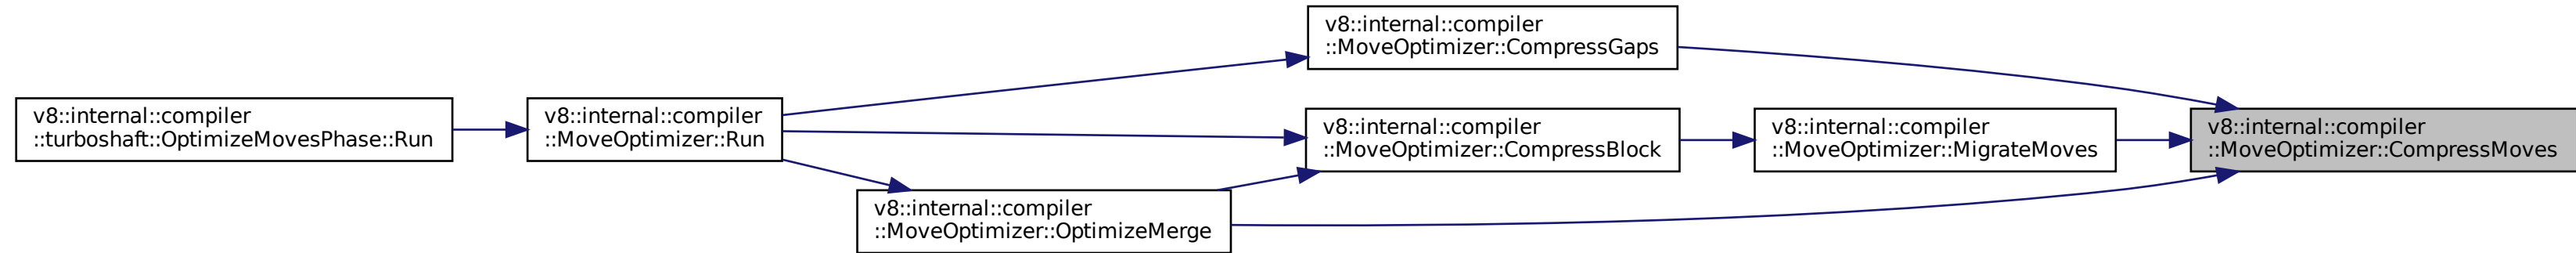 v8::internal::compiler
::turboshaft::OptimizeMovesPhase::Run
v8::internal::compiler
::MoveOptimizer::Run
v8::internal::compiler
::MoveOptimizer::CompressGaps
v8::internal::compiler
::MoveOptimizer::CompressBlock
v8::internal::compiler
::MoveOptimizer::OptimizeMerge
v8::internal::compiler
::MoveOptimizer::MigrateMoves
v8::internal::compiler
::MoveOptimizer::CompressMoves